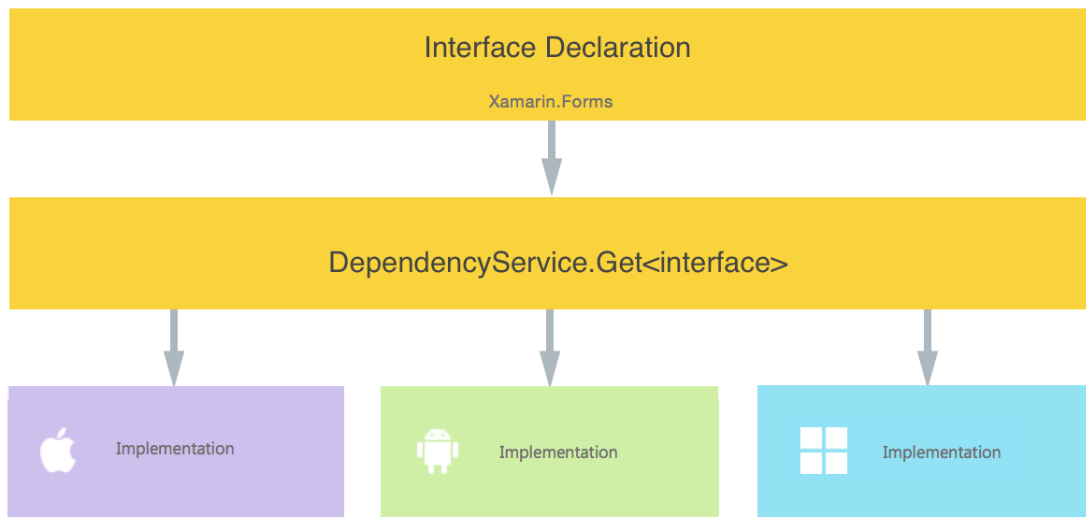 Interface Declaration
Xamarin.Forms
DependencyService.Get<interface>
Implementation
Implementation
Implementation